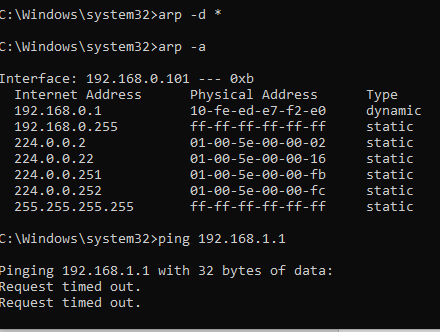 C:\Windows\system32>arp -d *
C:\Windows\system32>arp -a
Interface: 192.168.0.101 --- 0xb
Internet Address Physical Address Type
192.168.0.1 10-fe-ed-e7-f2-e0 dynamic
192.168.0.255 ff-ff-ff-ff-ff-ff static
224.0.0.2 01-00-5e-00-00-02 static
224.0.0.22 01-00-5e-00-00-16 static
224.0.0.251 01-00-5e-00-00-fb static
224.0.0.252 01-00-5e-00-00-fc static
255.255.255.255 ff-ff-ff-ff-ff-ff static
C:\Windows\system32>ping 192.168.1.1
Pinging 192.168.1.1 with 32 bytes of data:
Request timed out.
Request timed out.